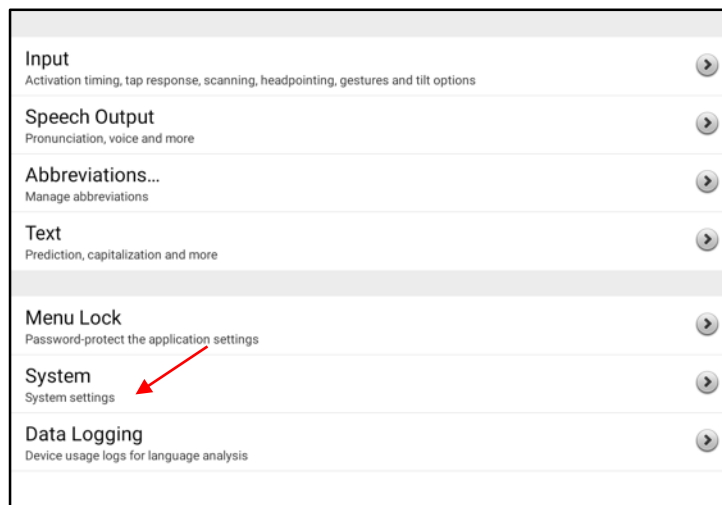 Input
Activation timing, tap response, scanning, headpointing, gestures and tilt options
Speech Output
Pronunciation, voice and more
Abbreviations...
Manage abbreviations
Text
Prediction, capitalization and more
Menu Lock
Password-protect the application settings
System
System settings
Data Logging
Device usage logs for language analysis